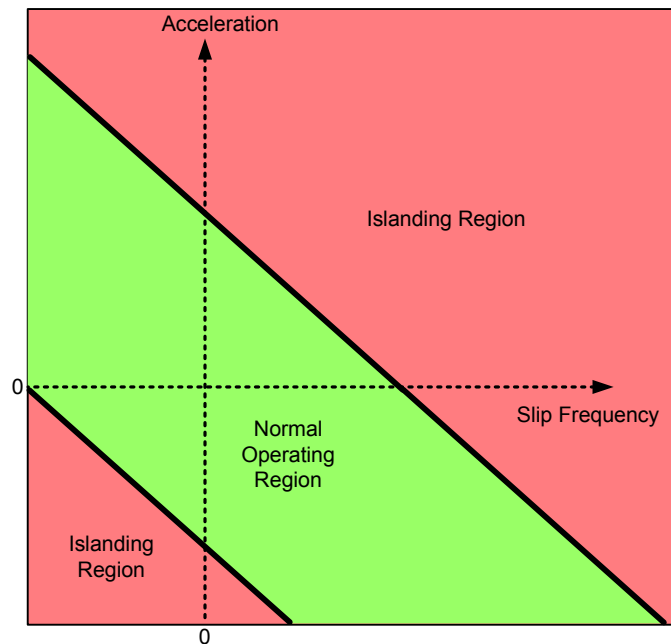 Acceleration
Islanding Region
0
Slip Frequency
Normal
Operating
Region
Islanding
Region
0